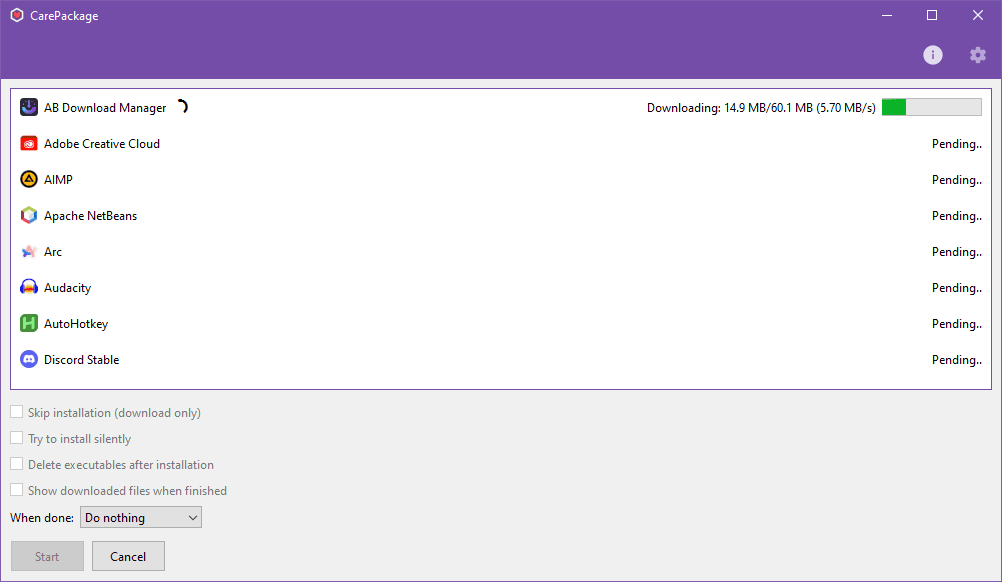 CarePackage
AB Download Manager Downloading: 14.9 MB/60.1 MB (5.70 MB/s)
Adobe Creative Cloud Pending..
AIMP Pending..
Apache NetBeans Pending..
Arc Pending..
Audacity Pending..
AutoHotkey Pending..
Discord Stable Pending..
Skip installation (download only)
Try to install silently
Delete executables after installation
Show downloaded files when finished
When done: Do nothing
Start Cancel